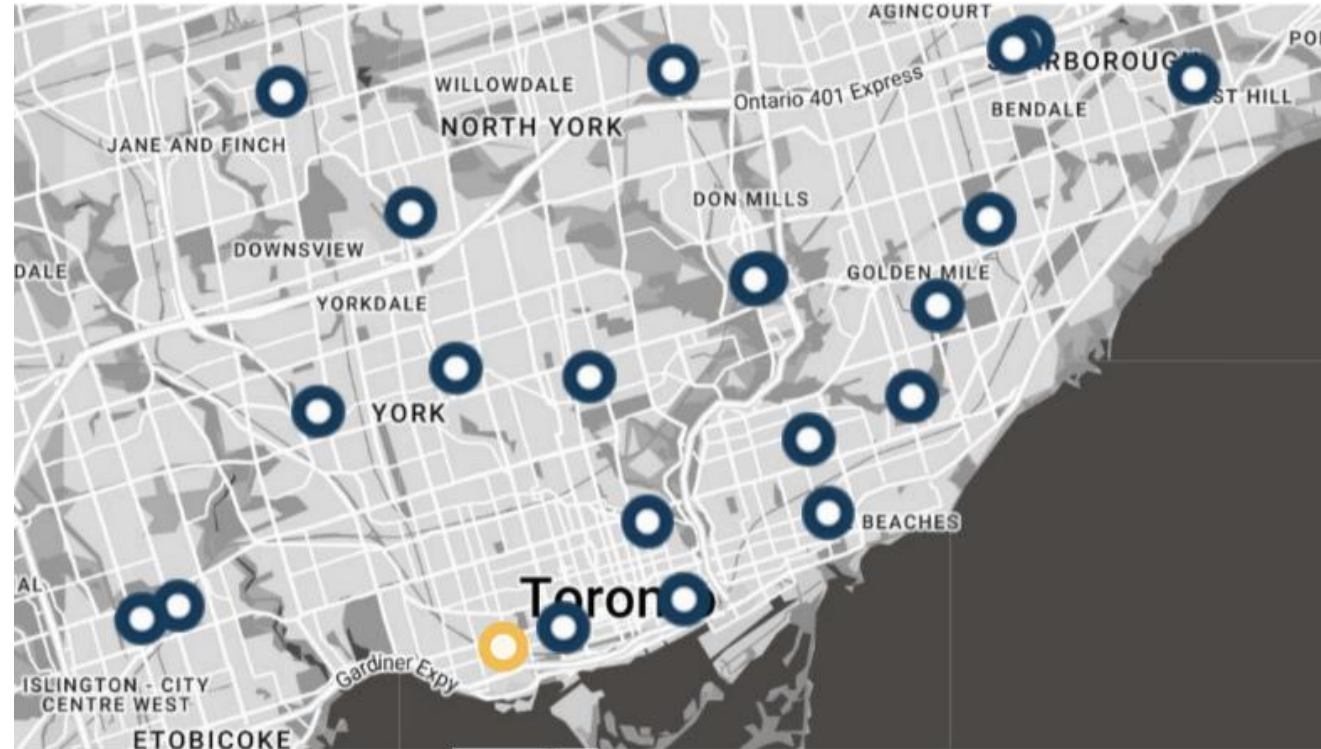 AGINCOURT
WILLOWDALE
Ontario 401 Express
BENDALE
NORTH YORK
JANE AND FINCH
DON MILLS
DOWNSVIEW
GOLDEN MILE
DALE
YORKDALE
YORK
BEACHES
AL
Gardiner Expy
ISLINGTON - CITY
CENTRE WEST
ETOBICOKE